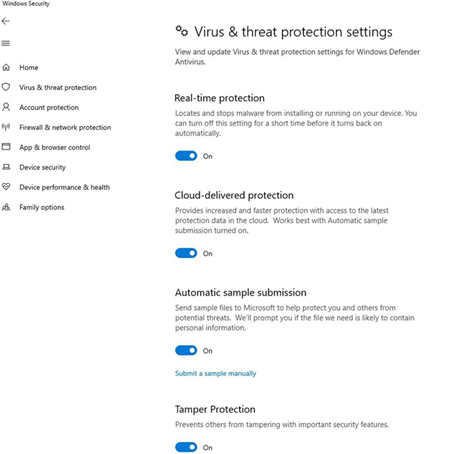 Windows Security
Home
Virus & threat protection
Account protection
Firewall & network protection
App & browser control
Device security
Device performance & health
Family options
Virus & threat protection settings
View and update Virus & threat protection settings for Windows Defender
Antivirus.
Real-time protection
Locates and stops malware from installing or running on your device. You
can turn off this setting for a short time before it turns back on
automatically.
On
Cloud-delivered protection
Provides increased and faster protection with access to the latest
protection data in the cloud. Works best with Automatic sample
submission turned on.
On
Automatic sample submission
Send sample files to Microsoft to help protect you and others from
potential threats. We'll prompt you if the file we need is likely to contain
personal information.
On
Submit a sample manually
Tamper Protection
Prevents others from tampering with important security features.
On